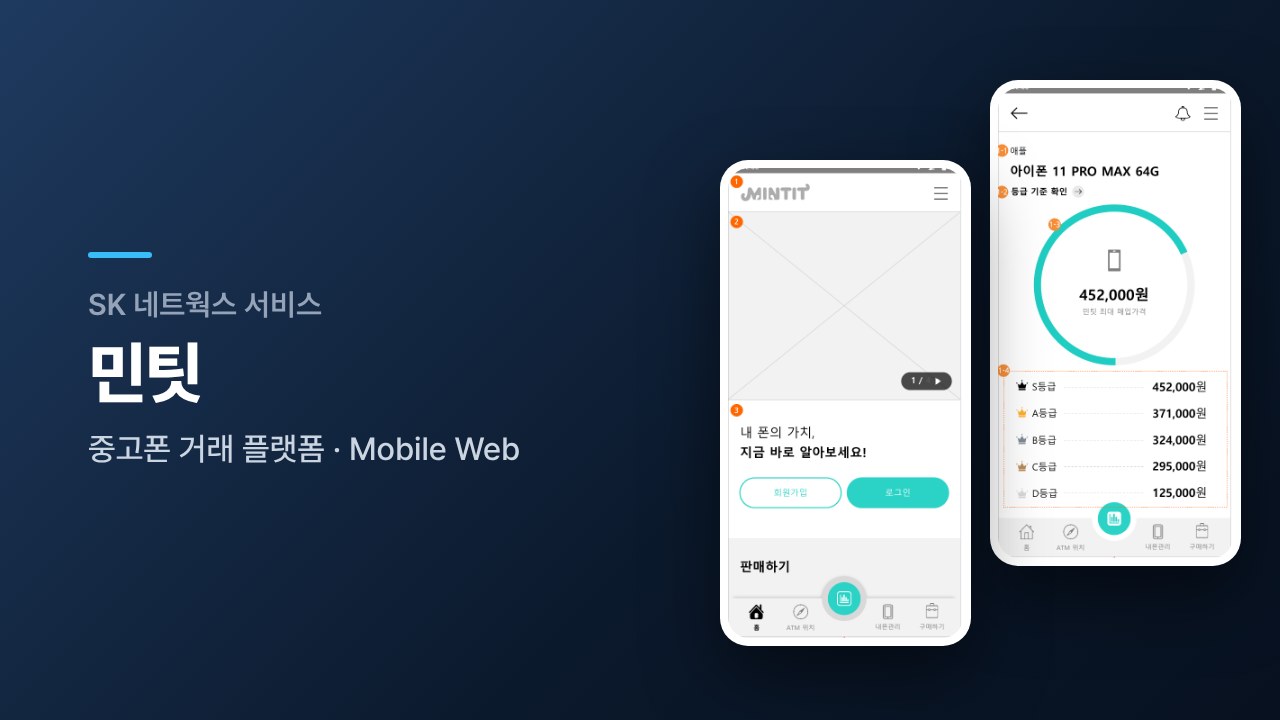 SK 네트웍스 서비스
민팃
중고폰 거래 플랫폼 · Mobile Web
1
MINTIT
2
1 /
3
내 폰의 가치,
지금 바로 알아보세요!
회원가입
로그인
판매하기
홈
ATM 위치
내폰관리
구매하기
애플
아이폰 11 PRO MAX 64G
등급 기준 확인
452,000원
민팃 최대 매입가격
S등급 452,000원
A등급 371,000원
B등급 324,000원
C등급 295,000원
D등급 125,000원
홈
ATM 위치
내폰관리
구매하기